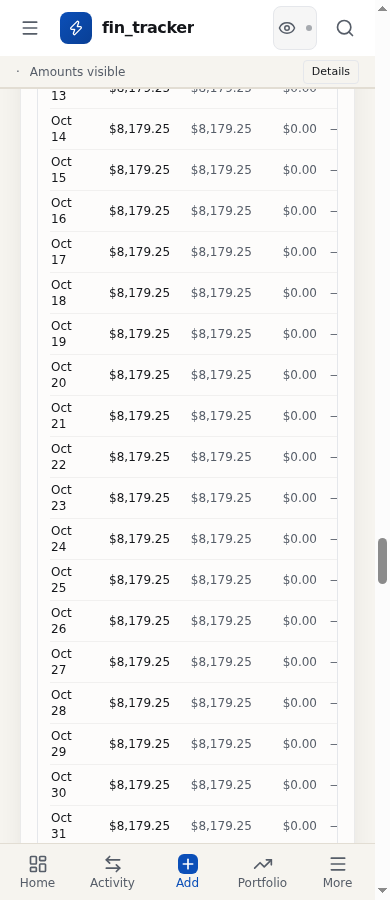 fin_tracker
· Amounts visible Details
13 $8,179.25 $8,179.25 $0.00
Oct
14 $8,179.25 $8,179.25 $0.00 —
Oct
15 $8,179.25 $8,179.25 $0.00 —
Oct
16 $8,179.25 $8,179.25 $0.00 —
Oct
17 $8,179.25 $8,179.25 $0.00 —
Oct
18 $8,179.25 $8,179.25 $0.00 —
Oct
19 $8,179.25 $8,179.25 $0.00 —
Oct
20 $8,179.25 $8,179.25 $0.00 —
Oct
21 $8,179.25 $8,179.25 $0.00 —
Oct
22 $8,179.25 $8,179.25 $0.00 —
Oct
23 $8,179.25 $8,179.25 $0.00 —
Oct
24 $8,179.25 $8,179.25 $0.00 —
Oct
25 $8,179.25 $8,179.25 $0.00 —
Oct
26 $8,179.25 $8,179.25 $0.00 —
Oct
27 $8,179.25 $8,179.25 $0.00 —
Oct
28 $8,179.25 $8,179.25 $0.00 —
Oct
29 $8,179.25 $8,179.25 $0.00 —
Oct
30 $8,179.25 $8,179.25 $0.00 —
Oct
31 $8,179.25 $8,179.25 $0.00 —
Home Activity Add Portfolio More